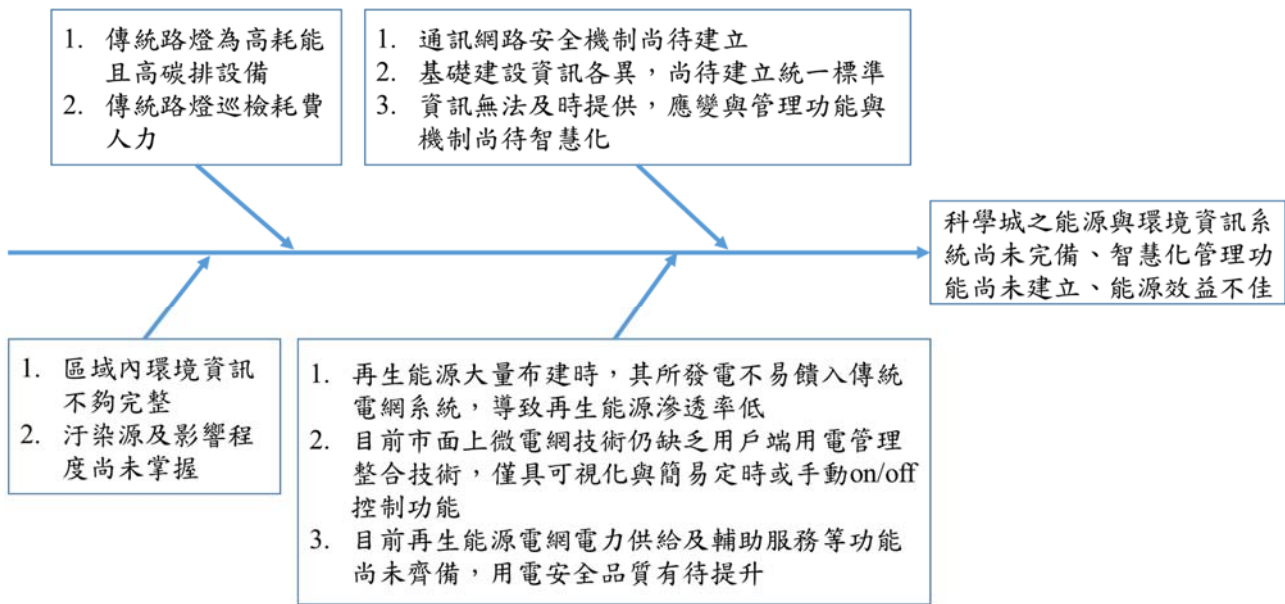 1. 傳統路燈為高耗能
且高碳排設備
2. 傳統路燈巡檢耗費
人力
1. 通訊網路安全機制尚待建立
2. 基礎建設資訊各異，尚待建立統一標準
3. 資訊無法及時提供，應變與管理功能與
機制尚待智慧化
科學城之能源與環境資訊系
統尚未完備、智慧化管理功
能尚未建立、能源效益不佳
1. 區域內環境資訊
不夠完整
2. 汙染源及影響程
度尚未掌握
1. 再生能源大量布建時，其所發電不易饋入傳統
電網系統，導致再生能源滲透率低
2. 目前市面上微電網技術仍缺乏用戶端用電管理
整合技術，僅具可視化與簡易定時或手動on/off
控制功能
3. 目前再生能源電網電力供給及輔助服務等功能
尚未齊備，用電安全品質有待提升